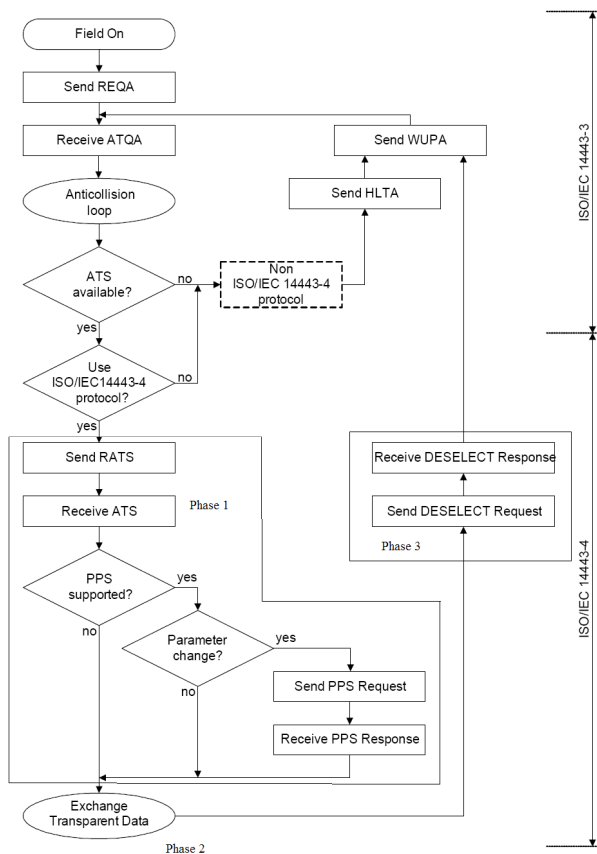 Field On
Send REQA
Receive ATQA
Send WUPA
Anticollision
loop
Send HLTA
ISO/IEC 14443-3
ATS
available?
no
Non
ISO/IEC 14443-4
protocol
yes
Use
ISO/IEC14443-4
protocol?
no
yes
Send RATS
Receive DESELECT Response
Receive ATS
Phase 1
Send DESELECT Request
Phase 3
ISO/IEC 14443-4
PPS
supported?
yes
no
Parameter
change?
yes
no
Send PPS Request
Receive PPS Response
Exchange
Transparent Data
Phase 2